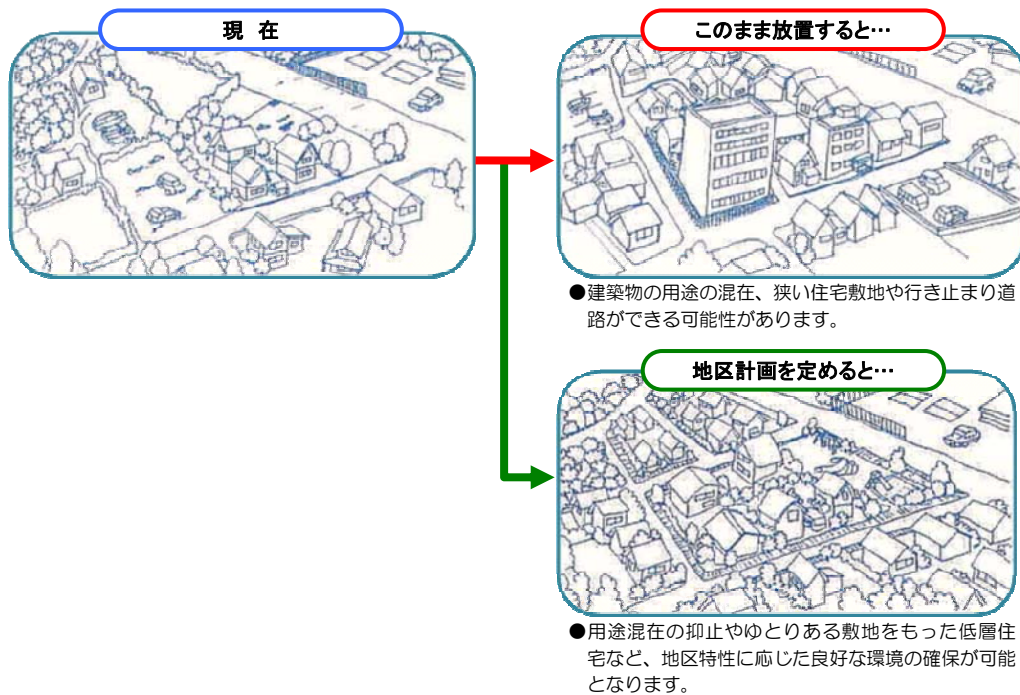 現 在
このまま放置すると…
●建築物の用途の混在、狭い住宅敷地や行き止まり道
路ができる可能性があります。
地区計画を定めると…
●用途混在の抑止やゆとりある敷地をもった低層住
宅など、地区特性に応じた良好な環境の確保が可能
となります。